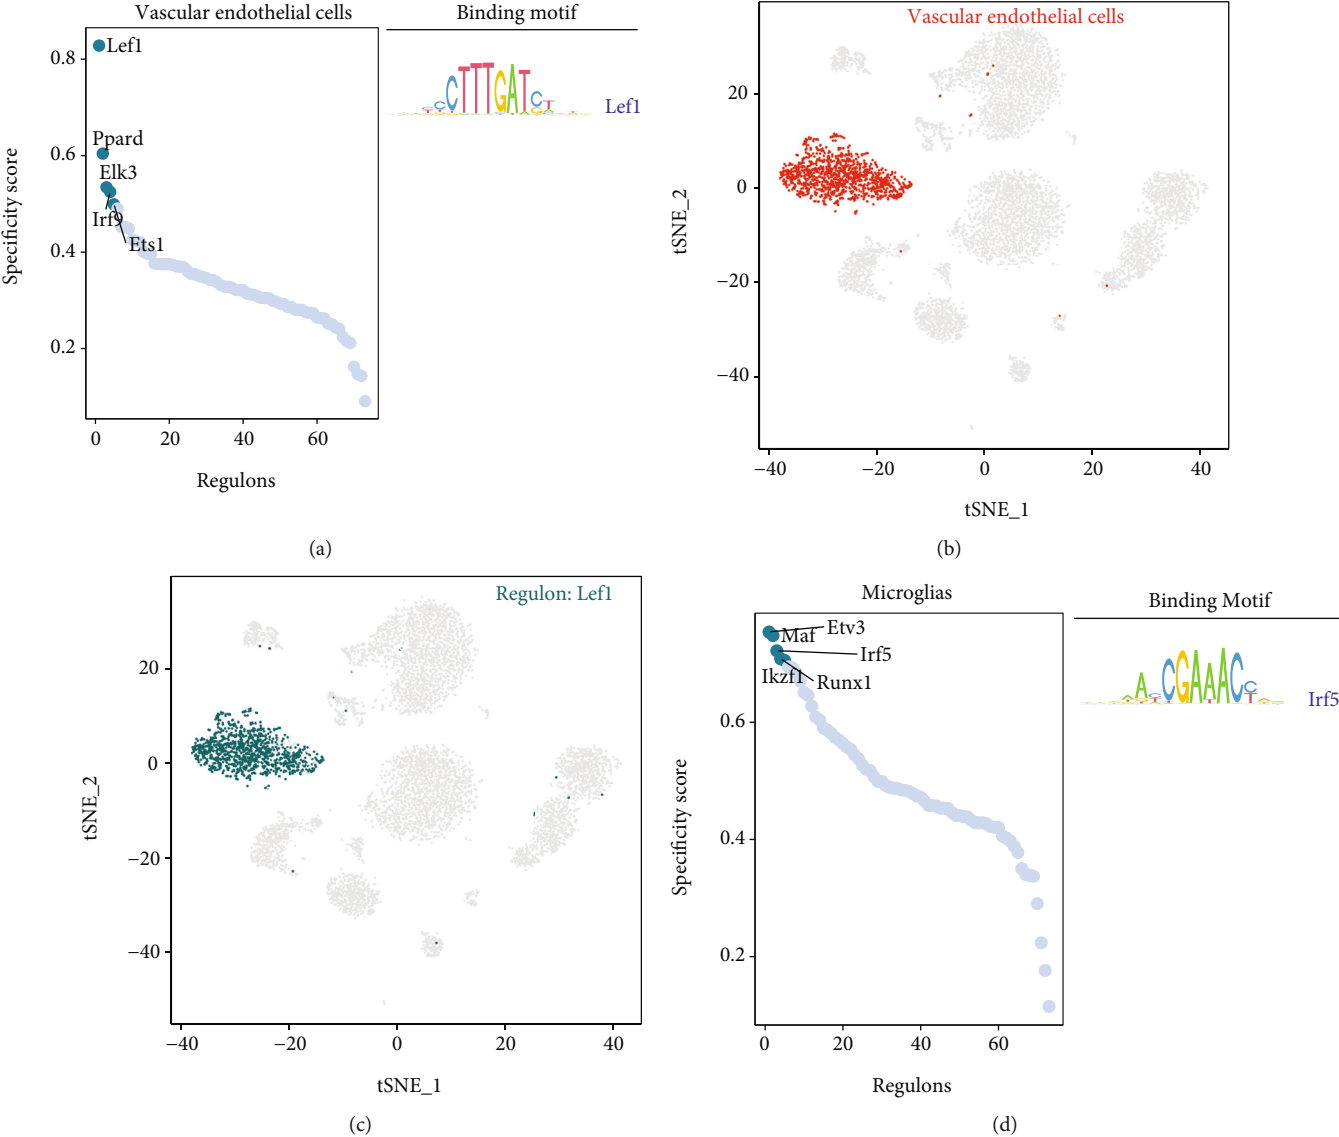 Vascular endothelial cells
Binding motif
Specificity score
0.8
0.6
0.4
0.2
Lef1
Ppard
Elk3
Irf9
Ets1
0 20 40 60
Regulons
CTTTGATC
Lef1
(a)
Vascular endothelial cells
tSNE_2
20
0
−20
−40
−40 −20 0 20 40
tSNE_1
(b)
Regulon: Lef1
tSNE_2
20
0
−20
−40
−40 −20 0 20 40
tSNE_1
(c)
Microglias
Binding Motif
Specificity score
0.6
0.4
0.2
Etv3
Maf
Irf5
Ikzf1
Runx1
0 20 40 60
Regulons
ACGAAAC
Irf5
(d)